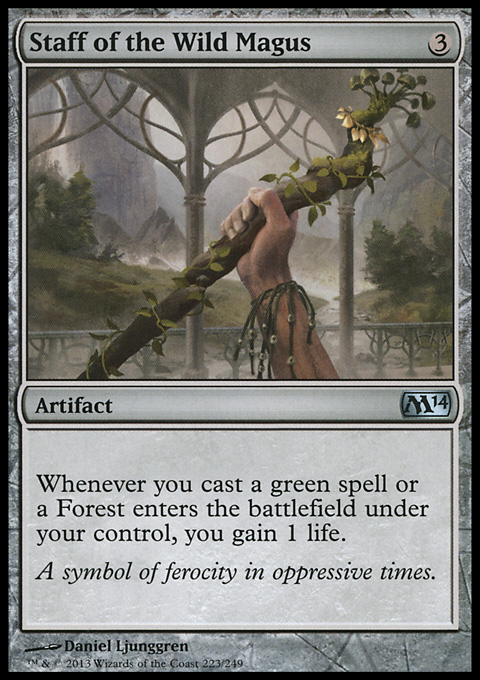 Staff of the Wild Magus 3
Artifact M14
Whenever you cast a green spell or
a Forest enters the battlefield under
your control, you gain 1 life.
A symbol of ferocity in oppressive times.
Daniel Ljunggren
™ & © 2013 Wizards of the Coast 223/249